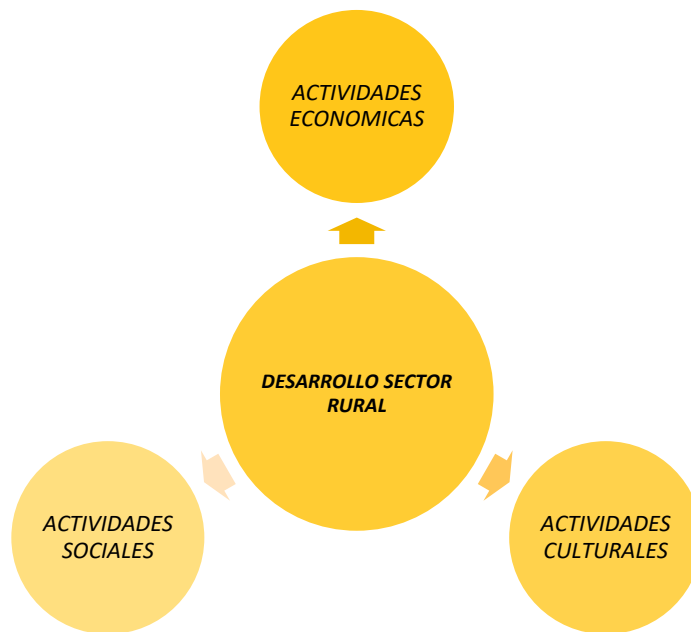 ACTIVIDADES
ECONOMICAS
DESARROLLO SECTOR
RURAL
ACTIVIDADES
SOCIALES
ACTIVIDADES
CULTURALES